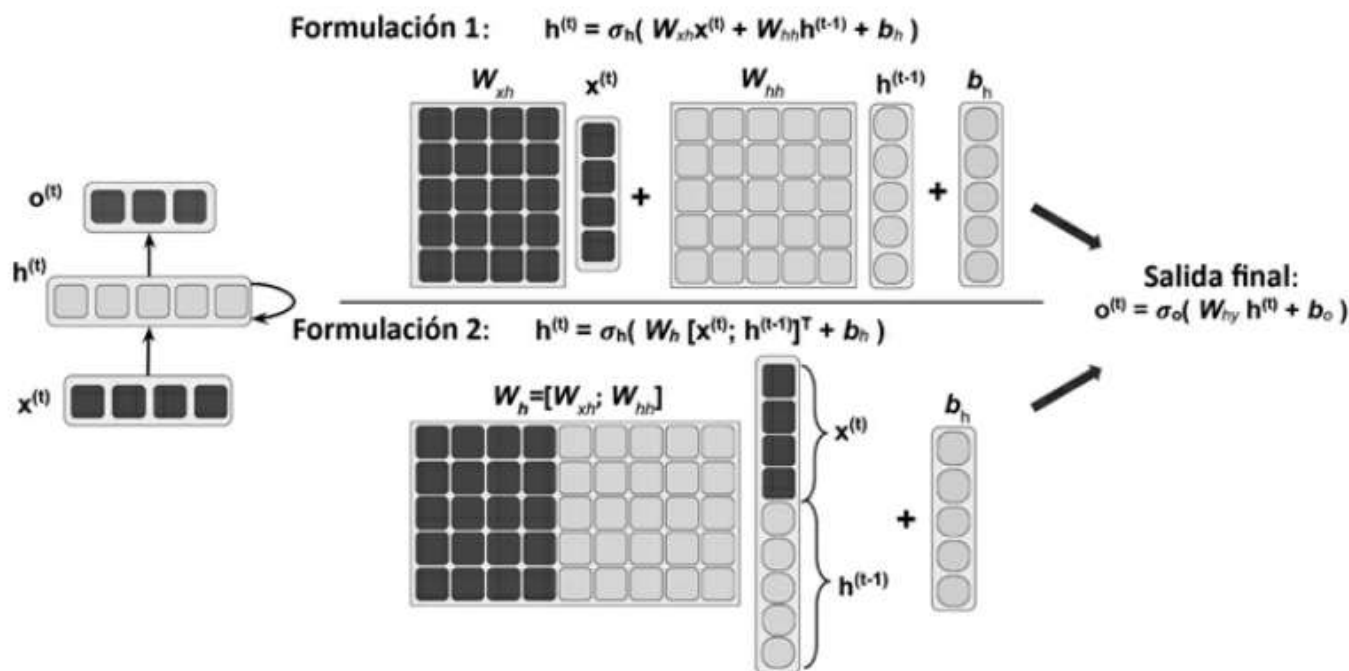 Formulación 1: h⁽ᵗ⁾ = σₕ( Wₓₕx⁽ᵗ⁾ + Wₕₕh⁽ᵗ⁻¹⁾ + bₕ )
Wₓₕ x⁽ᵗ⁾ Wₕₕ h⁽ᵗ⁻¹⁾ bₕ
+ +
o⁽ᵗ⁾
h⁽ᵗ⁾
x⁽ᵗ⁾
Formulación 2: h⁽ᵗ⁾ = σₕ( Wₕ [x⁽ᵗ⁾; h⁽ᵗ⁻¹⁾]ᵀ + bₕ )
Wₕ=[Wₓₕ; Wₕₕ]
x⁽ᵗ⁾
h⁽ᵗ⁻¹⁾
+
bₕ
Salida final:
o⁽ᵗ⁾ = σₒ( W_hy h⁽ᵗ⁾ + bₒ )